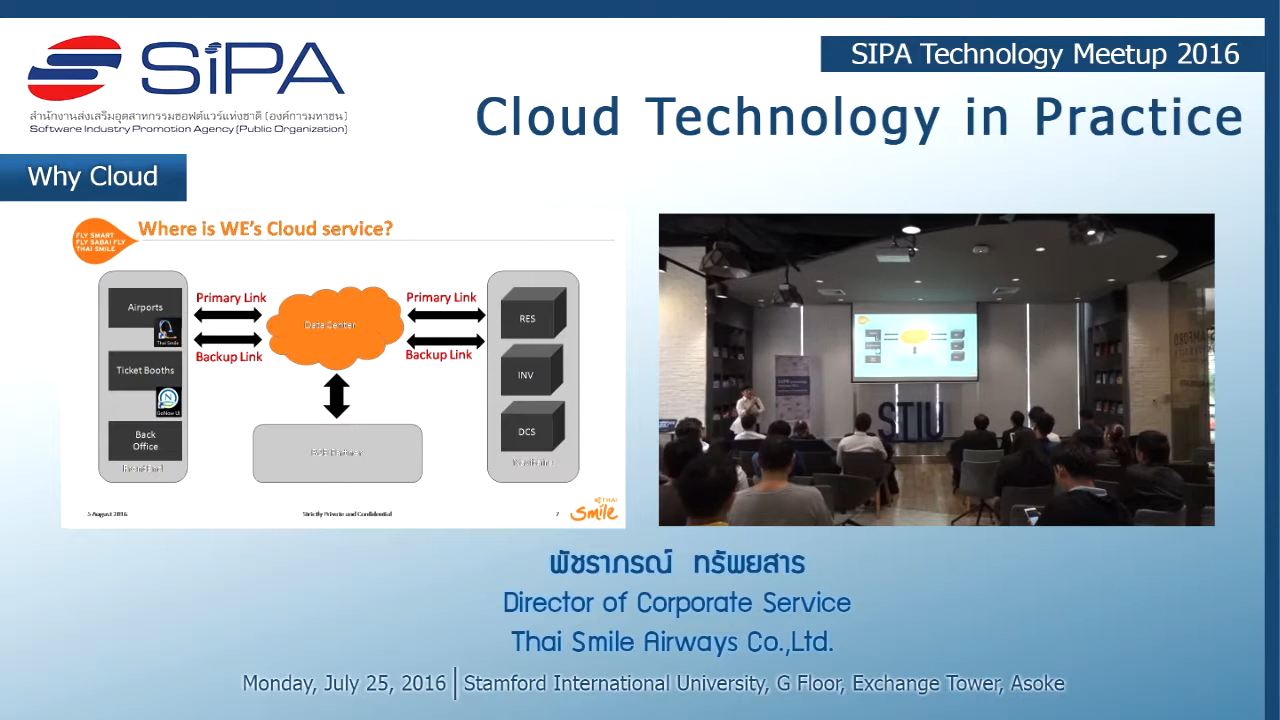 SIPA
สำนักงานส่งเสริมอุตสาหกรรมซอฟต์แวร์แห่งชาติ (องค์การมหาชน)
Software Industry Promotion Agency (Public Organization)
SIPA Technology Meetup 2016
Cloud Technology in Practice
Why Cloud
FLY SMART
FLY SABAI FLY
THAI SMILE
Where is WE's Cloud service?
Airports
Thai Smile
Ticket Booths
GoNow UI
Back
Office
Primary Link
Backup Link
Data Center
Primary Link
Backup Link
RES
INV
DCS
5 August 2016
Strictly Private and Confidential
7
THAI
Smile
STIU
พัชราภรณ์ ทรัพยสาร
Director of Corporate Service
Thai Smile Airways Co.,Ltd.
Monday, July 25, 2016 | Stamford International University, G Floor, Exchange Tower, Asoke